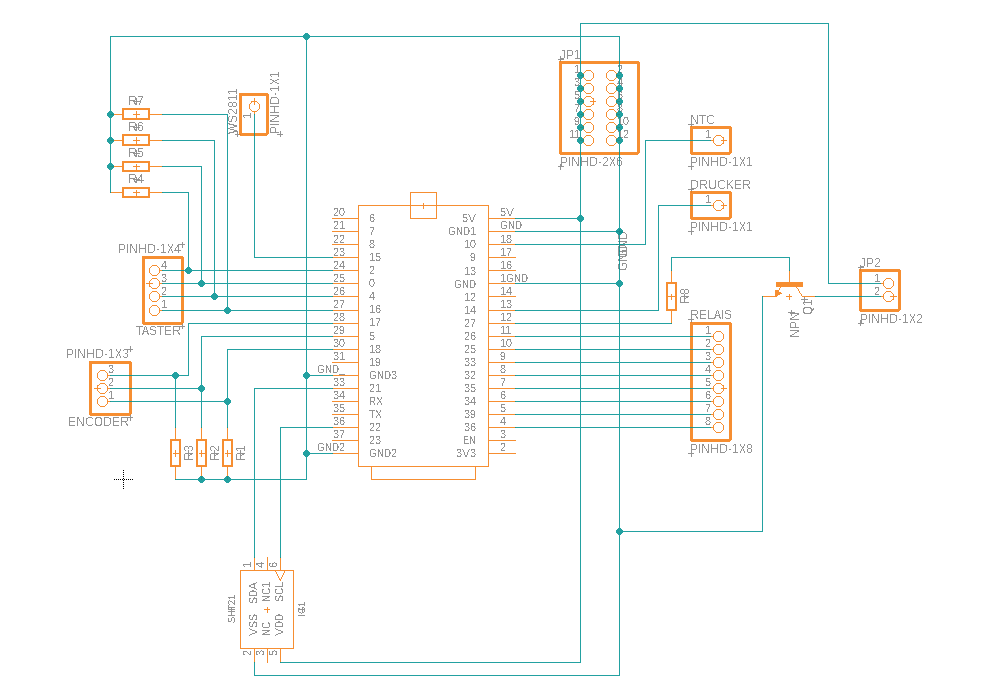 JP1
1 2
3 4
5 6
7 8
9 10
11 12
PINHD-2X6
R7
R6
R5
R4
WS2811
1
PINHD-1X1
NTC
1
PINHD-1X1
DRUCKER
1
PINHD-1X1
PINHD-1X4
4
3
2
1
TASTER
PINHD-1X3
3
2
1
ENCODER
R3
R2
R1
20 6
21 7
22 8
23 15
24 2
25 0
26 4
27 16
28 17
29 5
30 18
31 19
GND_ GND3
33 21
34 RX
35 TX
36 22
37 23
GND2 GND2
5V 5V
GND1 GND
10 18
9 17
13 16
GND 1GND
12 14
14 13
27 12
26 11
25 10
33 9
32 8
35 7
34 6
39 5
36 4
EN 3
3V3 2
GND
GND
R8
NPN
Q1
JP2
1
2
PINHD-1X2
RELAIS
1
2
3
4
5
6
7
8
PINHD-1X8
1 4 6
SDA NC1 SCL
VSS NC VDD
2 3 5
SHT21